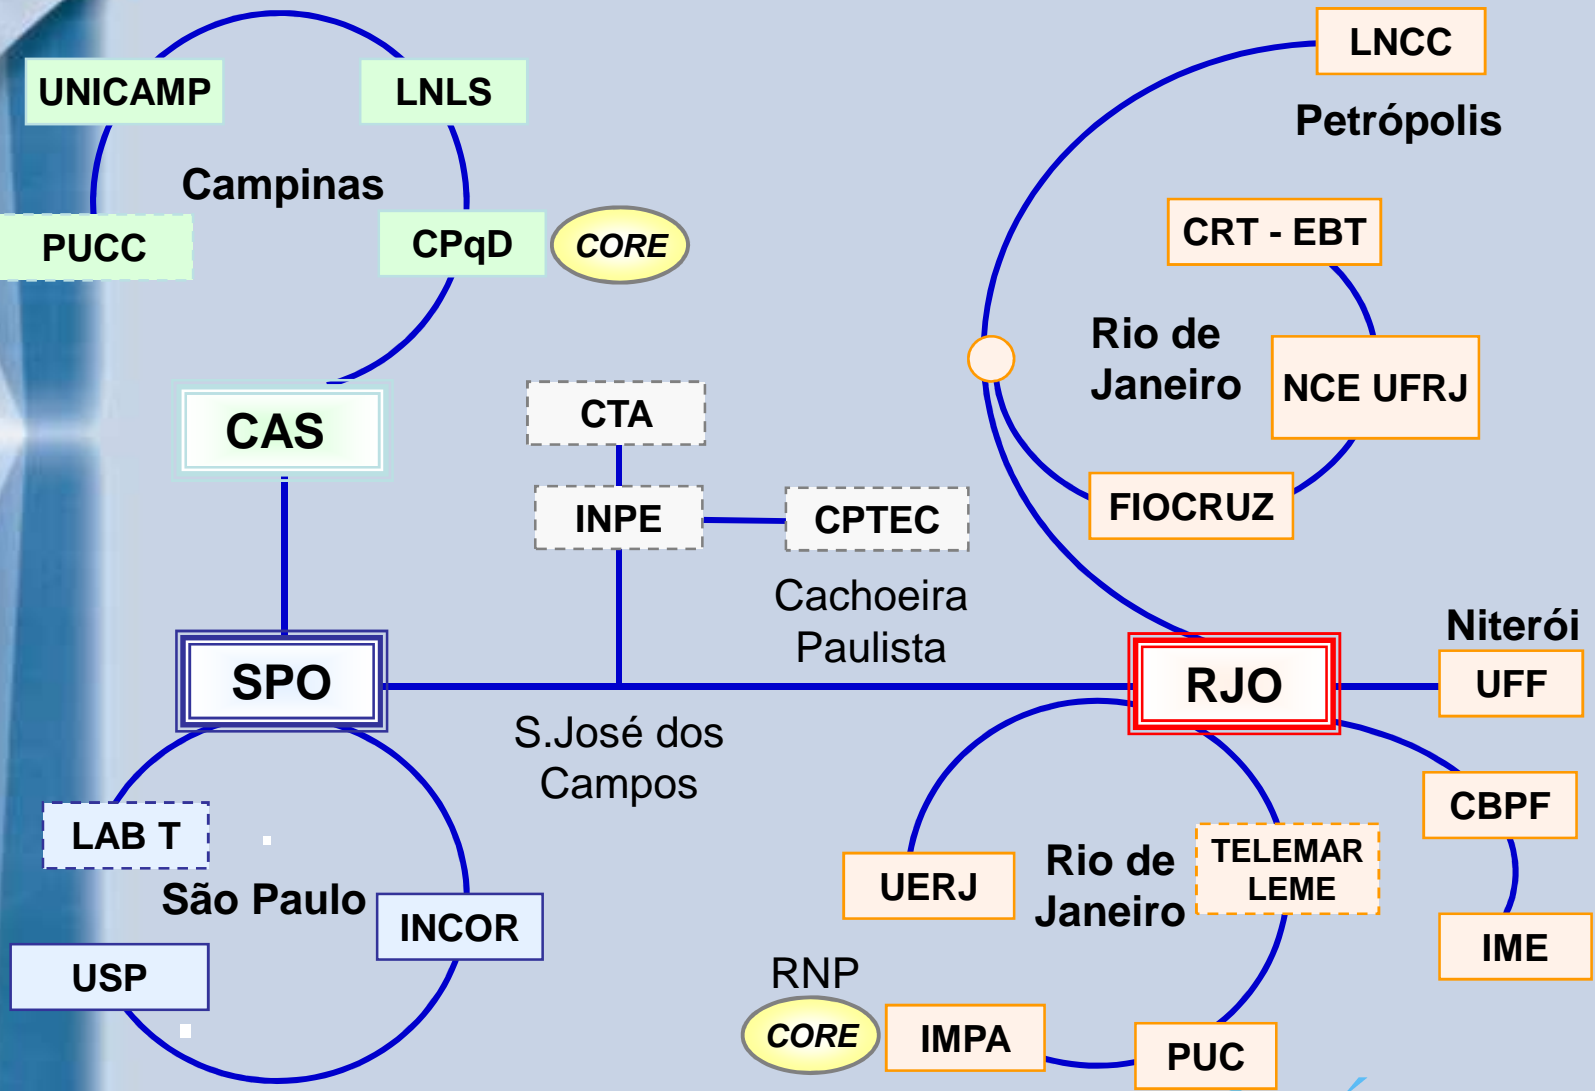 LNCC
Petrópolis
UNICAMP
LNLS
Campinas
PUCC
CPqD
CORE
CRT - EBT
Rio de
Janeiro
NCE UFRJ
FIOCRUZ
CAS
CTA
INPE
CPTEC
Cachoeira
Paulista
SPO
S.José dos
Campos
RJO
Niterói
UFF
LAB T
São Paulo
INCOR
USP
CBPF
IME
UERJ
Rio de
Janeiro
TELEMAR
LEME
RNP
CORE
IMPA
PUC